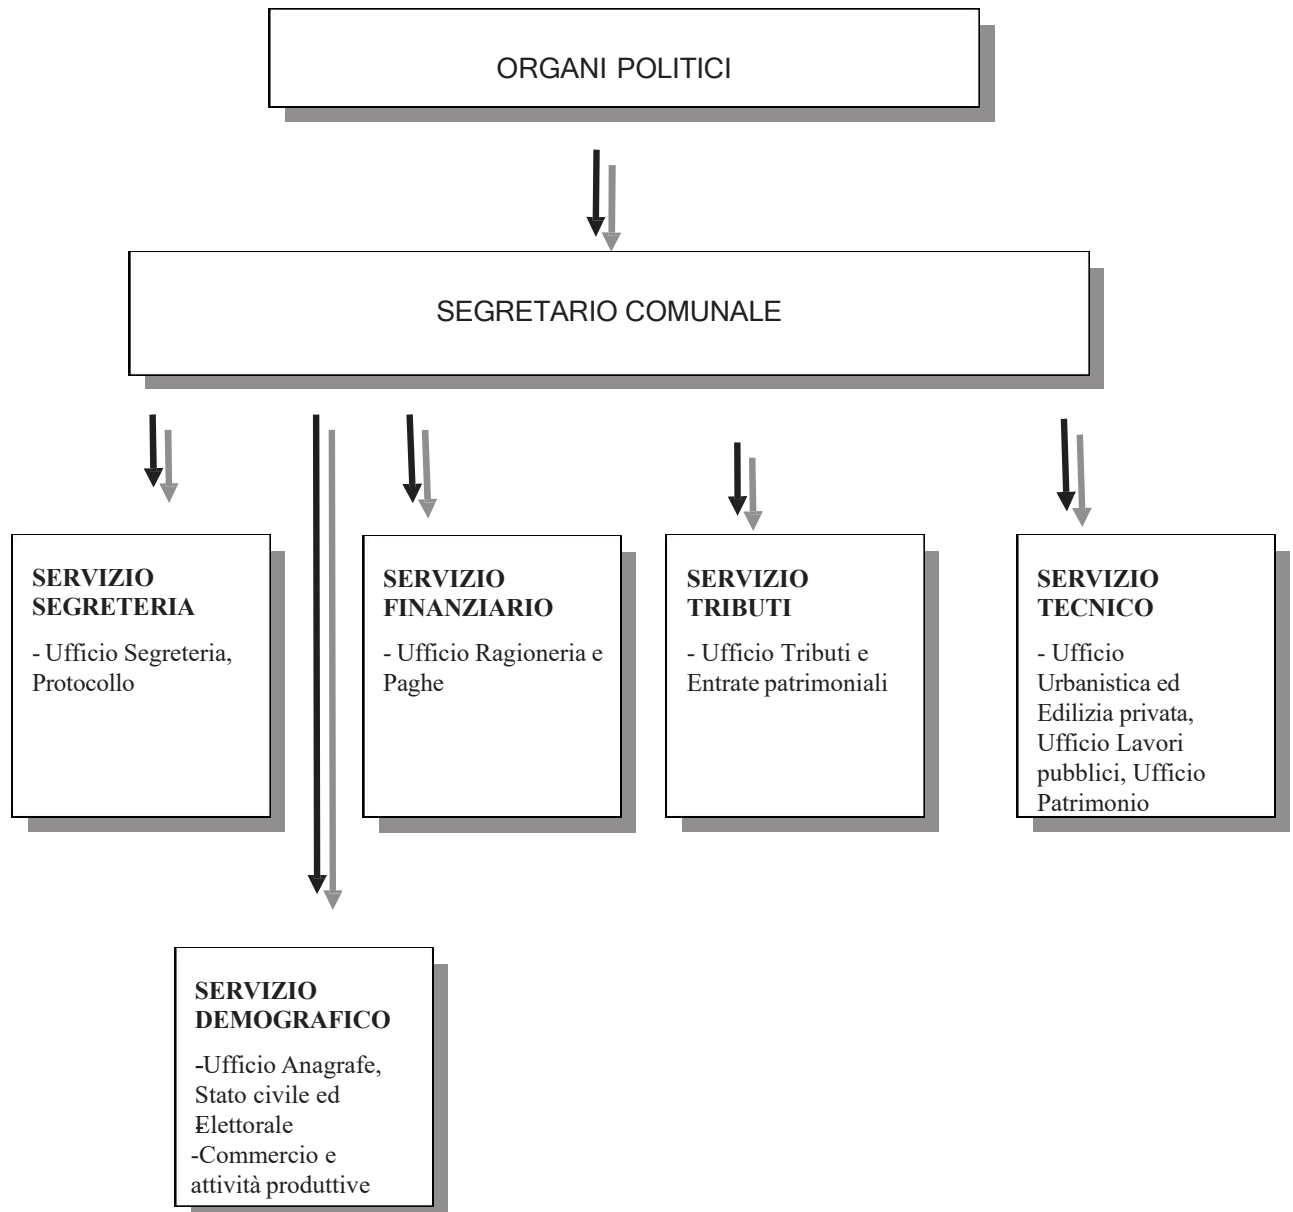 ORGANI POLITICI
SEGRETARIO COMUNALE
SERVIZIO
SEGRETERIA
- Ufficio Segreteria,
Protocollo
SERVIZIO
FINANZIARIO
- Ufficio Ragioneria e
Paghe
SERVIZIO
TRIBUTI
- Ufficio Tributi e
Entrate patrimoniali
SERVIZIO
TECNICO
- Ufficio
Urbanistica ed
Edilizia privata,
Ufficio Lavori
pubblici, Ufficio
Patrimonio
SERVIZIO
DEMOGRAFICO
-Ufficio Anagrafe,
Stato civile ed
Elettorale
-Commercio e
attività produttive